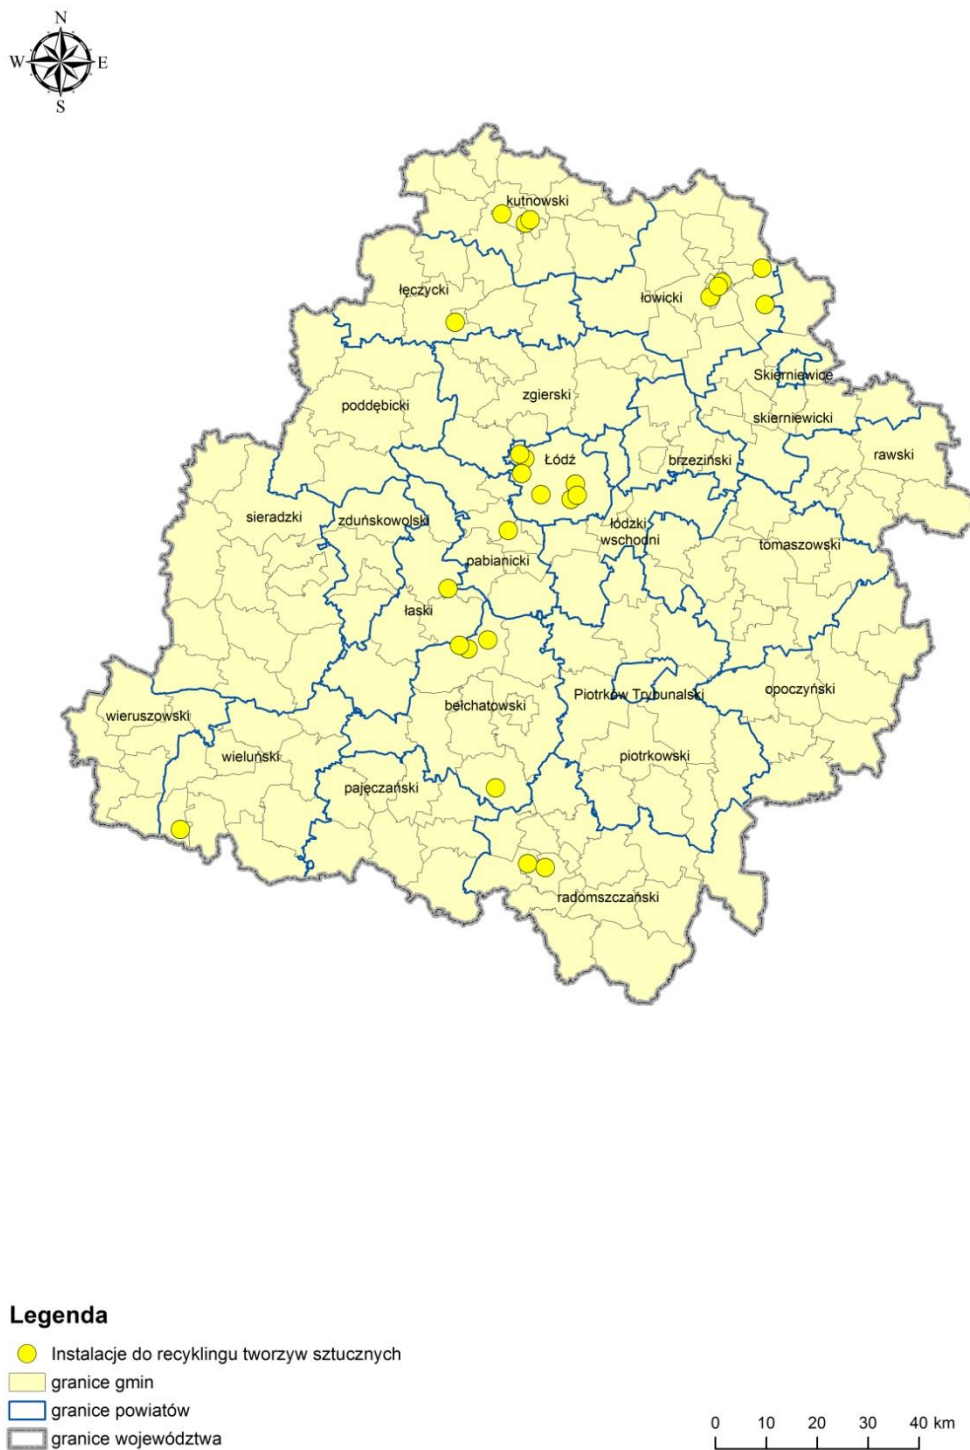 N
W E
S
kutnowski
łęczycki
łowicki
Skierniewice
zgierski
poddębicki
skierniewicki
rawski
Łódź
brzeziński
sieradzki
zduńskowolski
łódzki
wschodni
tomaszowski
pabianicki
łaski
opoczyński
Piotrków Trybunalski
bełchatowski
wieruszowski
wieluński
piotrkowski
pajęczański
radomszczański
Legenda
Instalacje do recyklingu tworzyw sztucznych
granice gmin
granice powiatów
granice województwa
0 10 20 30 40 km